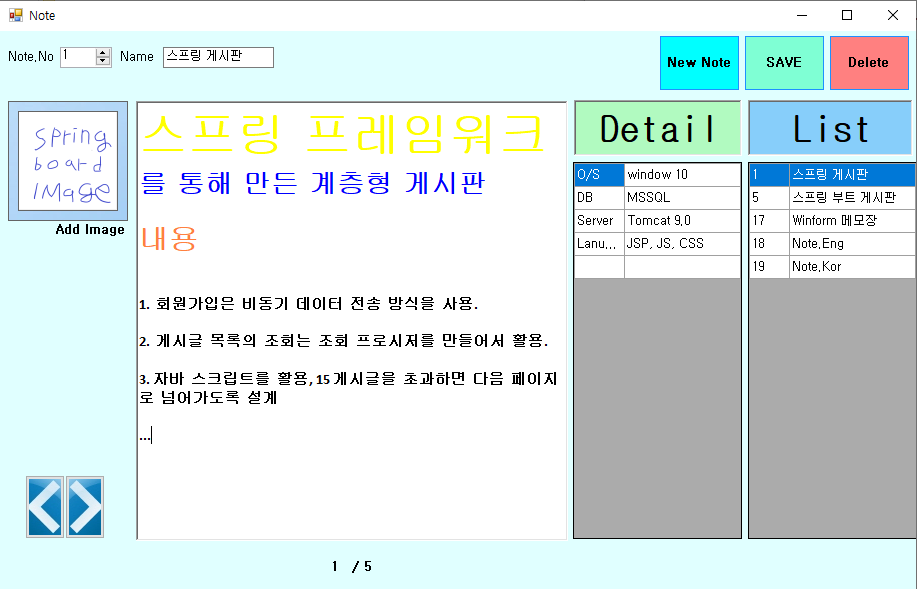 Note
Note,No 1 Name 스프링 게시판
New Note SAVE Delete
Spring
board
IMage
Add Image
스프링 프레임워크
를 통해 만든 계층형 게시판
내용
1. 회원가입은 비동기 데이터 전송 방식을 사용.
2. 게시글 목록의 조회는 조회 프로시저를 만들어서 활용.
3. 자바 스크립트를 활용, 15 게시글을 초과하면 다음 페이지
로 넘어가도록 설계
...
Detail
O/S window 10
DB MSSQL
Server Tomcat 9,0
Lanu,,, JSP, JS, CSS
List
1 스프링 게시판
5 스프링 부트 게시판
17 Winform 메모장
18 Note,Eng
19 Note,Kor
1 / 5